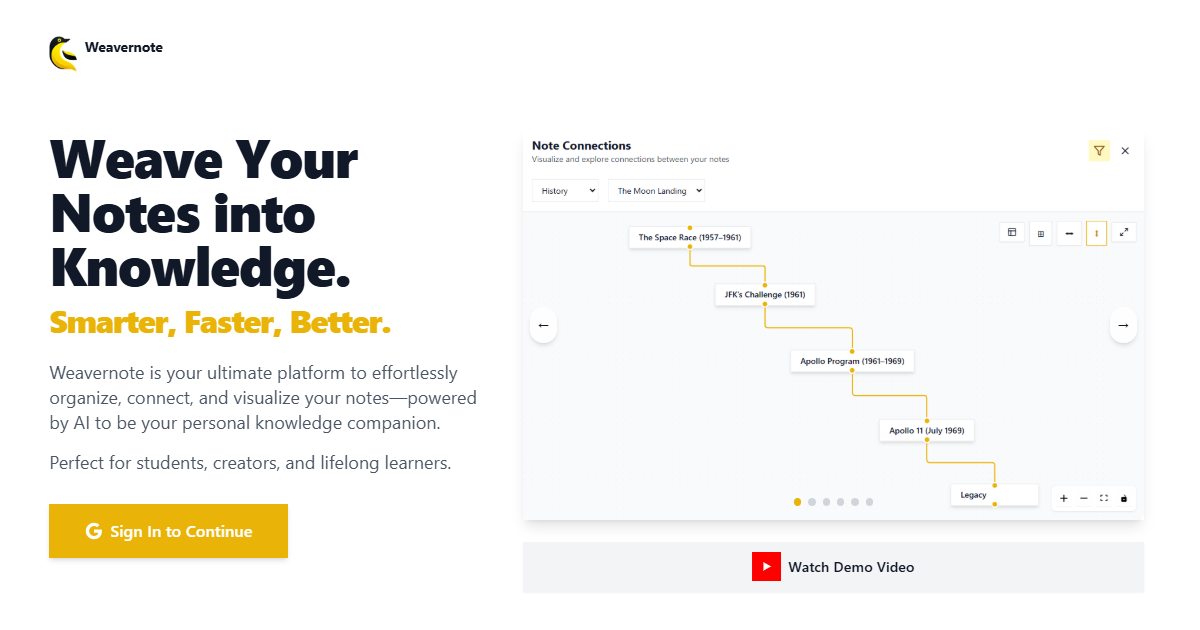 Weavernote
Weave Your
Notes into
Knowledge.
Smarter, Faster, Better.
Weavernote is your ultimate platform to effortlessly
organize, connect, and visualize your notes—powered
by AI to be your personal knowledge companion.
Perfect for students, creators, and lifelong learners.
G Sign In to Continue
Note Connections
Visualize and explore connections between your notes
History
The Moon Landing
The Space Race (1957–1961)
JFK's Challenge (1961)
Apollo Program (1961–1969)
Apollo 11 (July 1969)
Legacy
Watch Demo Video